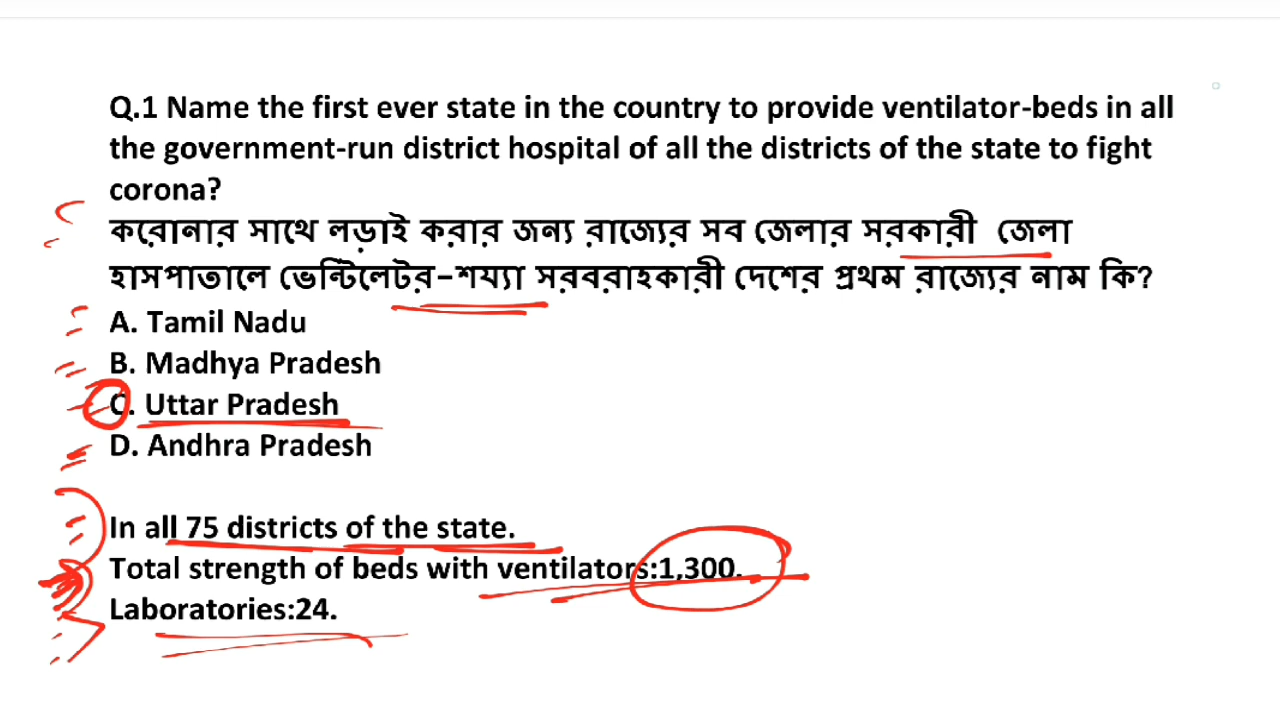 Q.1 Name the first ever state in the country to provide ventilator-beds in all
the government-run district hospital of all the districts of the state to fight
corona?
করোনার সাথে লড়াই করার জন্য রাজ্যের সব জেলার সরকারী জেলা
হাসপাতালে ভেন্টিলেটর-শয্যা সরবরাহকারী দেশের প্রথম রাজ্যের নাম কি?
A. Tamil Nadu
B. Madhya Pradesh
C. Uttar Pradesh
D. Andhra Pradesh
In all 75 districts of the state.
Total strength of beds with ventilators:1,300.
Laboratories:24.